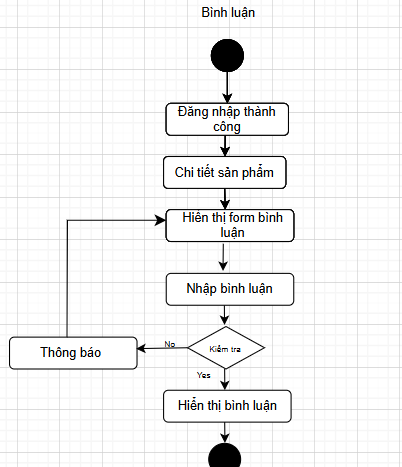 Bình luận
Đăng nhập thành
công
Chi tiết sản phẩm
Hiển thị form bình
luận
Nhập bình luận
No
Kiểm tra
Thông báo
Yes
Hiển thị bình luận